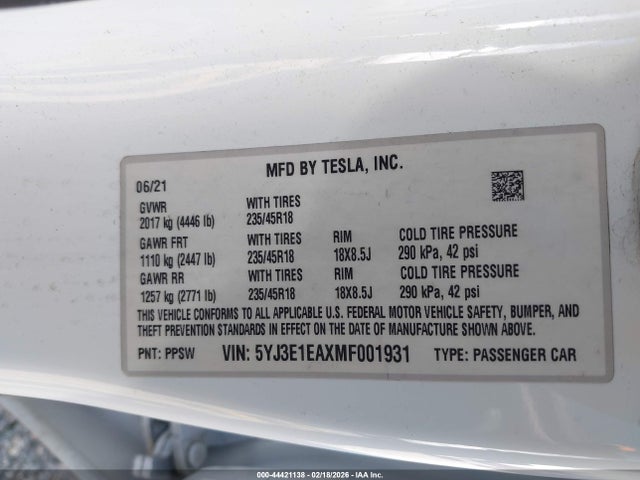 MFD BY TESLA, INC.
06/21
GVWR WITH TIRES
2017 kg (4446 lb) 235/45R18
GAWR FRT WITH TIRES RIM COLD TIRE PRESSURE
1110 kg (2447 lb) 235/45R18 18X8.5J 290 kPa, 42 psi
GAWR RR WITH TIRES RIM COLD TIRE PRESSURE
1257 kg (2771 lb) 235/45R18 18X8.5J 290 kPa, 42 psi
THIS VEHICLE CONFORMS TO ALL APPLICABLE U.S. FEDERAL MOTOR VEHICLE SAFETY, BUMPER, AND
THEFT PREVENTION STANDARDS IN EFFECT ON THE DATE OF MANUFACTURE SHOWN ABOVE.
PNT: PPSW VIN: 5YJ3E1EAXMF001931 TYPE: PASSENGER CAR
000-44421138 - 02/18/2026 - IAA Inc.